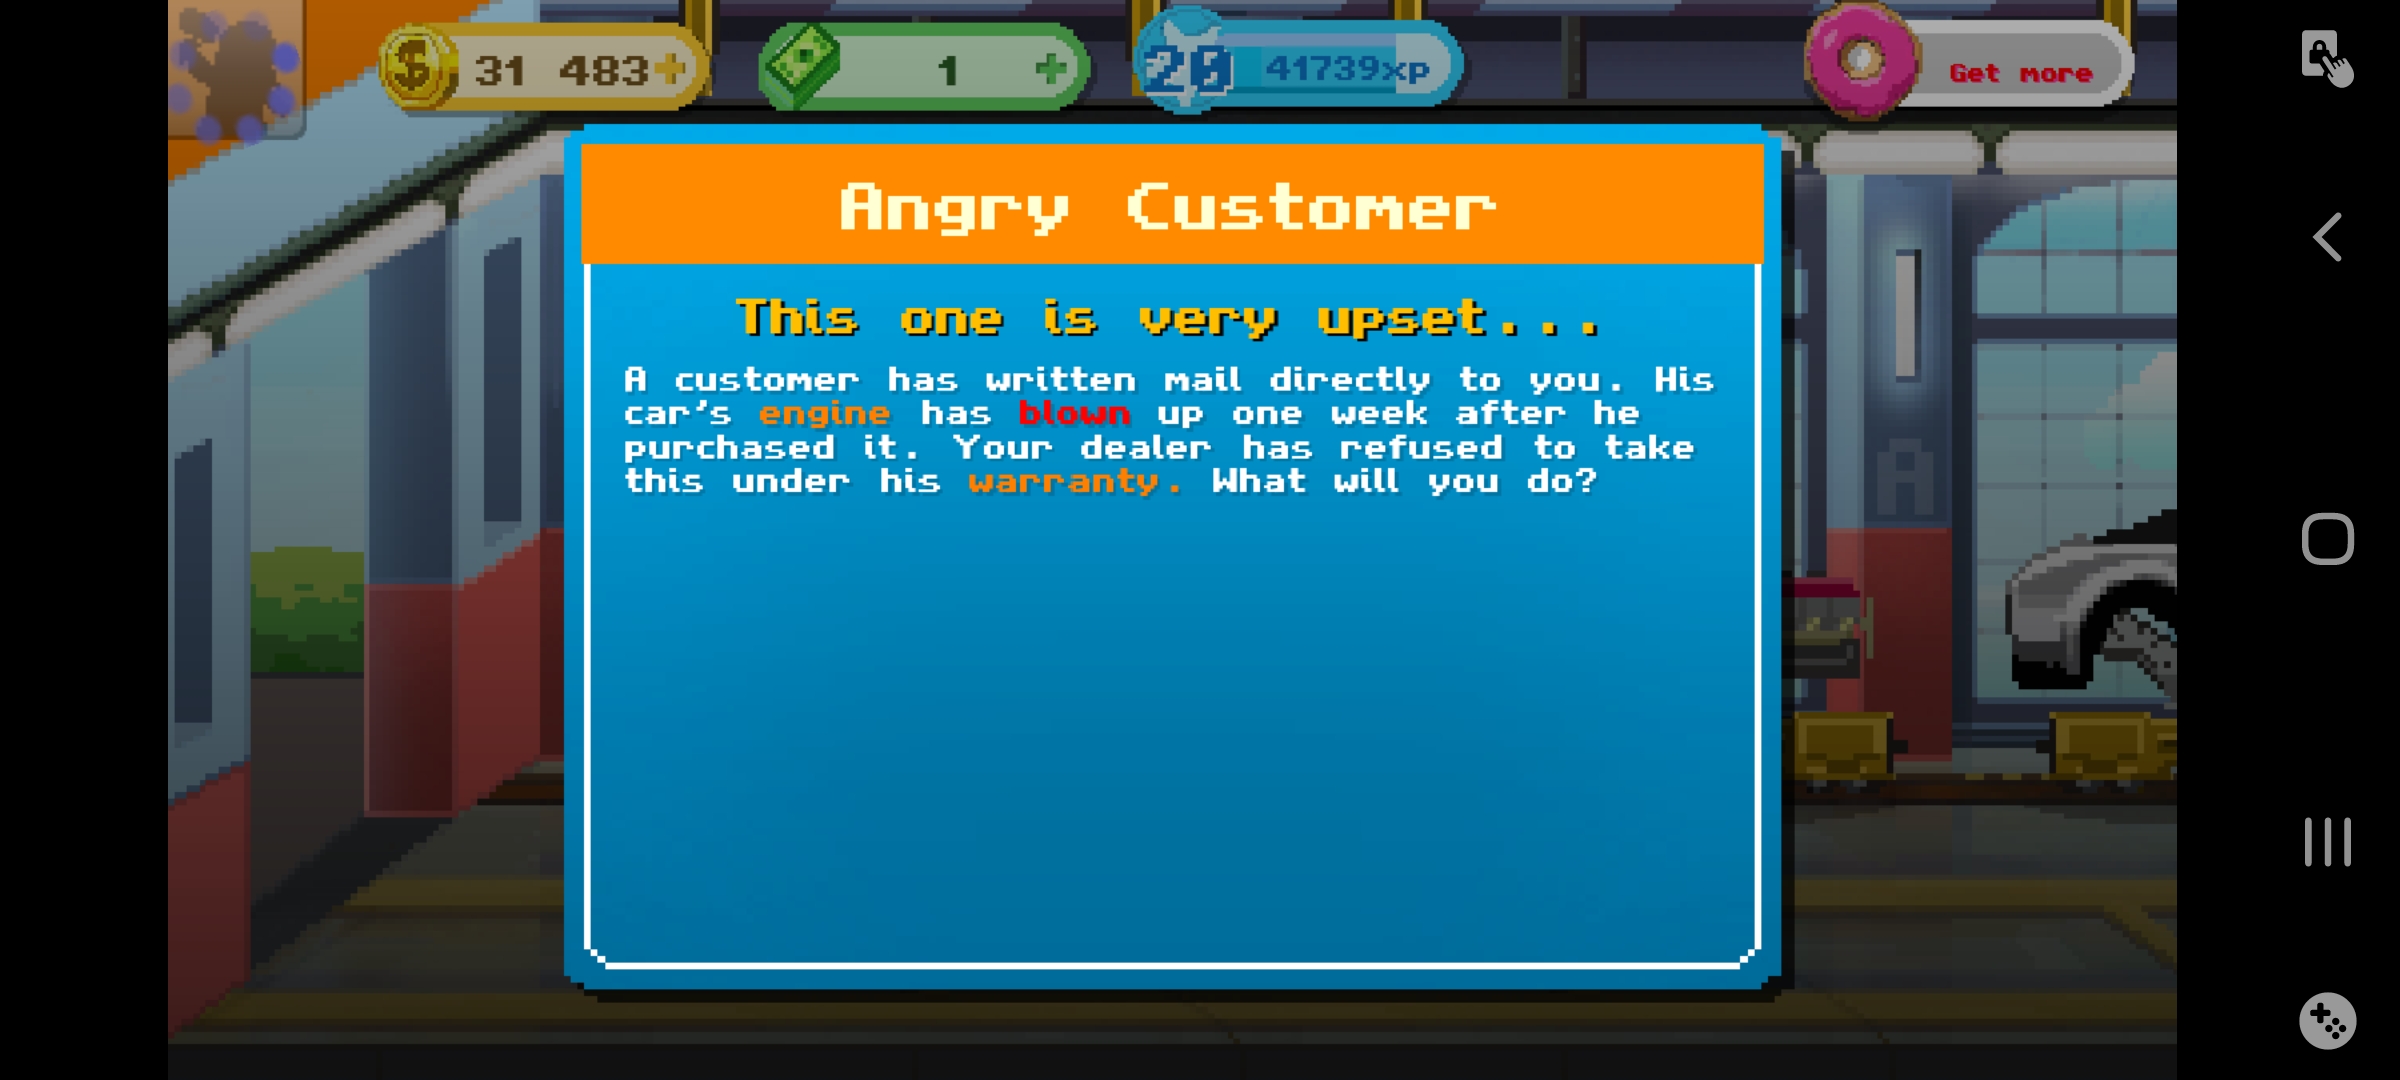 31 483
1
20 41739xp
Get more
Angry Customer
This one is very upset...
A customer has written mail directly to you. His
car's engine has blown up one week after he
purchased it. Your dealer has refused to take
this under his warranty. What will you do?
A